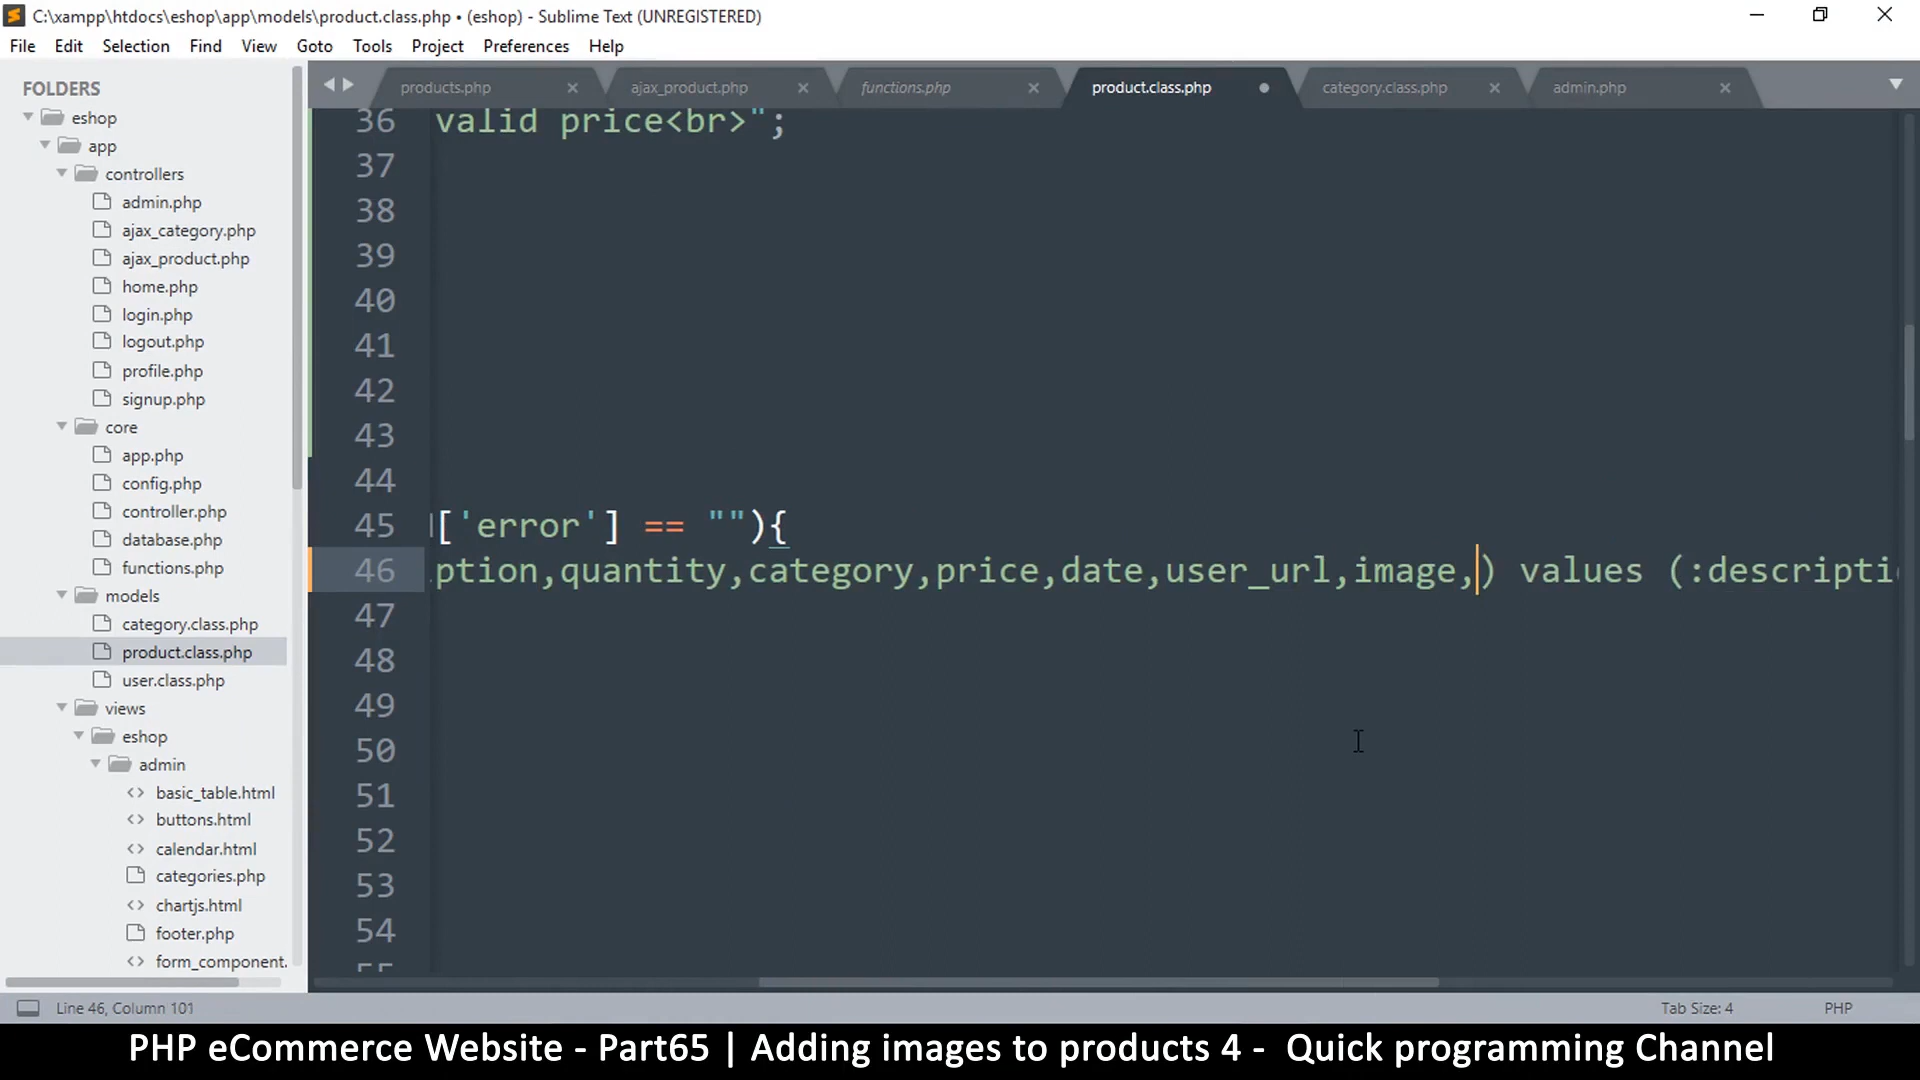 C:\xampp\htdocs\eshop\app\models\product.class.php • (eshop) - Sublime Text (UNREGISTERED)
File Edit Selection Find View Goto Tools Project Preferences Help
FOLDERS
eshop
app
controllers
admin.php
ajax_category.php
ajax_product.php
home.php
login.php
logout.php
profile.php
signup.php
core
app.php
config.php
controller.php
database.php
functions.php
models
category.class.php
product.class.php
user.class.php
views
eshop
admin
basic_table.html
buttons.html
calendar.html
categories.php
chartjs.html
footer.php
form_component.
products.php ajax_product.php functions.php product.class.php category.class.php admin.php
36 valid price<br>";
37
38
39
40
41
42
43
44
45 ['error'] == ""){
46 ption,quantity,category,price,date,user_url,image,) values (:descripti
47
48
49
50
51
52
53
54
55
Line 46, Column 101 Tab Size: 4 PHP
PHP eCommerce Website - Part65 | Adding images to products 4 - Quick programming Channel